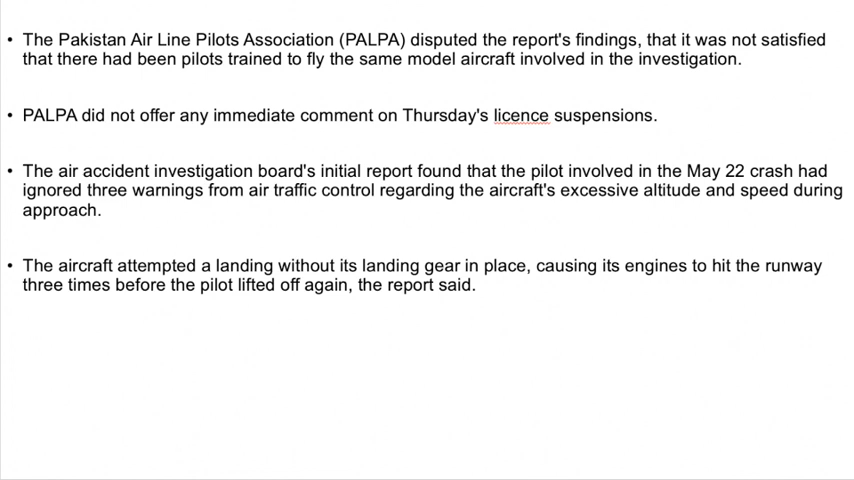 • The Pakistan Air Line Pilots Association (PALPA) disputed the report's findings, that it was not satisfied
that there had been pilots trained to fly the same model aircraft involved in the investigation.
• PALPA did not offer any immediate comment on Thursday's licence suspensions.
• The air accident investigation board's initial report found that the pilot involved in the May 22 crash had
ignored three warnings from air traffic control regarding the aircraft's excessive altitude and speed during
approach.
• The aircraft attempted a landing without its landing gear in place, causing its engines to hit the runway
three times before the pilot lifted off again, the report said.